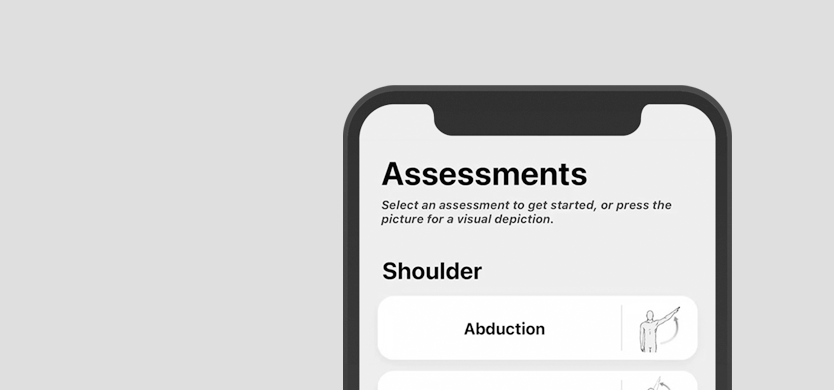 Assessments
Select an assessment to get started, or press the
picture for a visual depiction.
Shoulder
Abduction